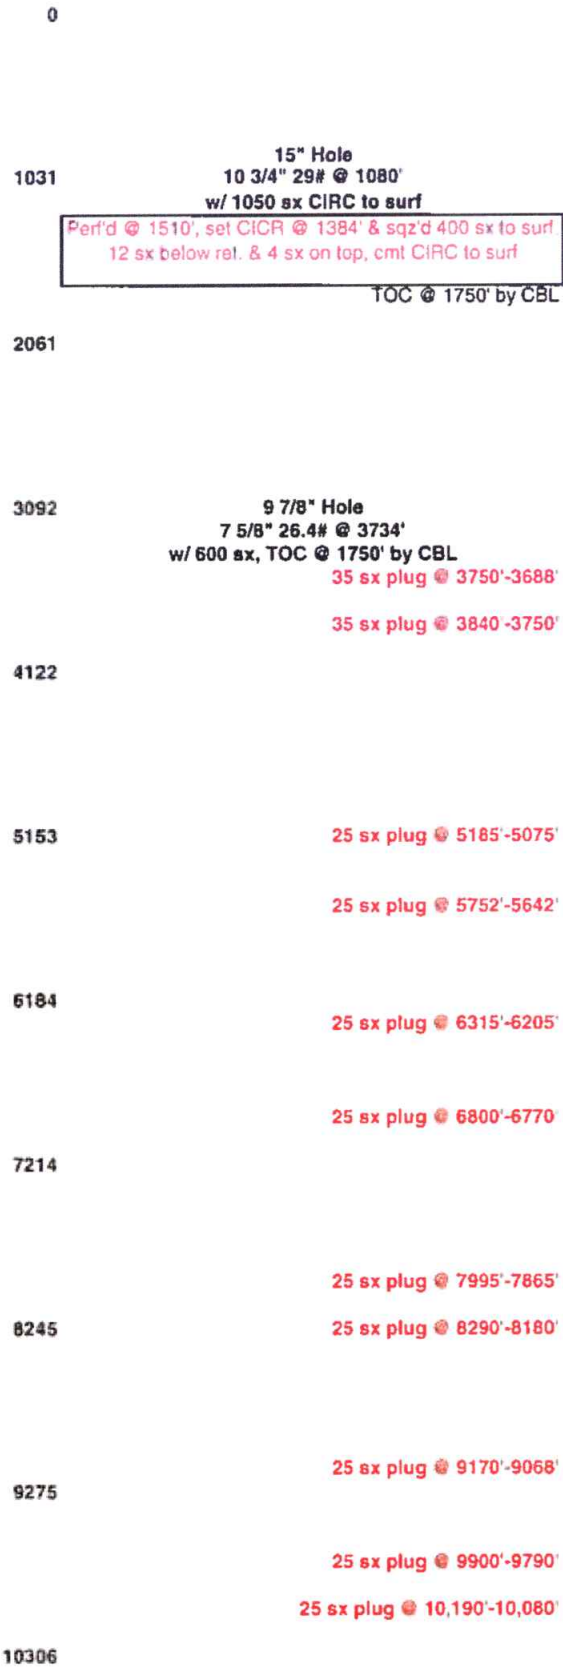 0
15" Hole
1031
10 3/4" 29# @ 1080'
w/ 1050 sx CIRC to surf
Perf'd @ 1510', set CICR @ 1384' & sqz'd 400 sx to surf.
12 sx below ret. & 4 sx on top, cmt CIRC to surf
TOC @ 1750' by CBL
2061
3092
9 7/8" Hole
7 5/8" 26.4# @ 3734'
w/ 600 sx, TOC @ 1750' by CBL
35 sx plug @ 3750'-3688'
35 sx plug @ 3840'-3750'
4122
5153
25 sx plug @ 5185'-5075'
25 sx plug @ 5752'-5642'
6184
25 sx plug @ 6315'-6205'
25 sx plug @ 6800'-6770'
7214
25 sx plug @ 7995'-7865'
8245
25 sx plug @ 8290'-8180'
25 sx plug @ 9170'-9068'
9275
25 sx plug @ 9900'-9790'
25 sx plug @ 10,190'-10,080'
10306